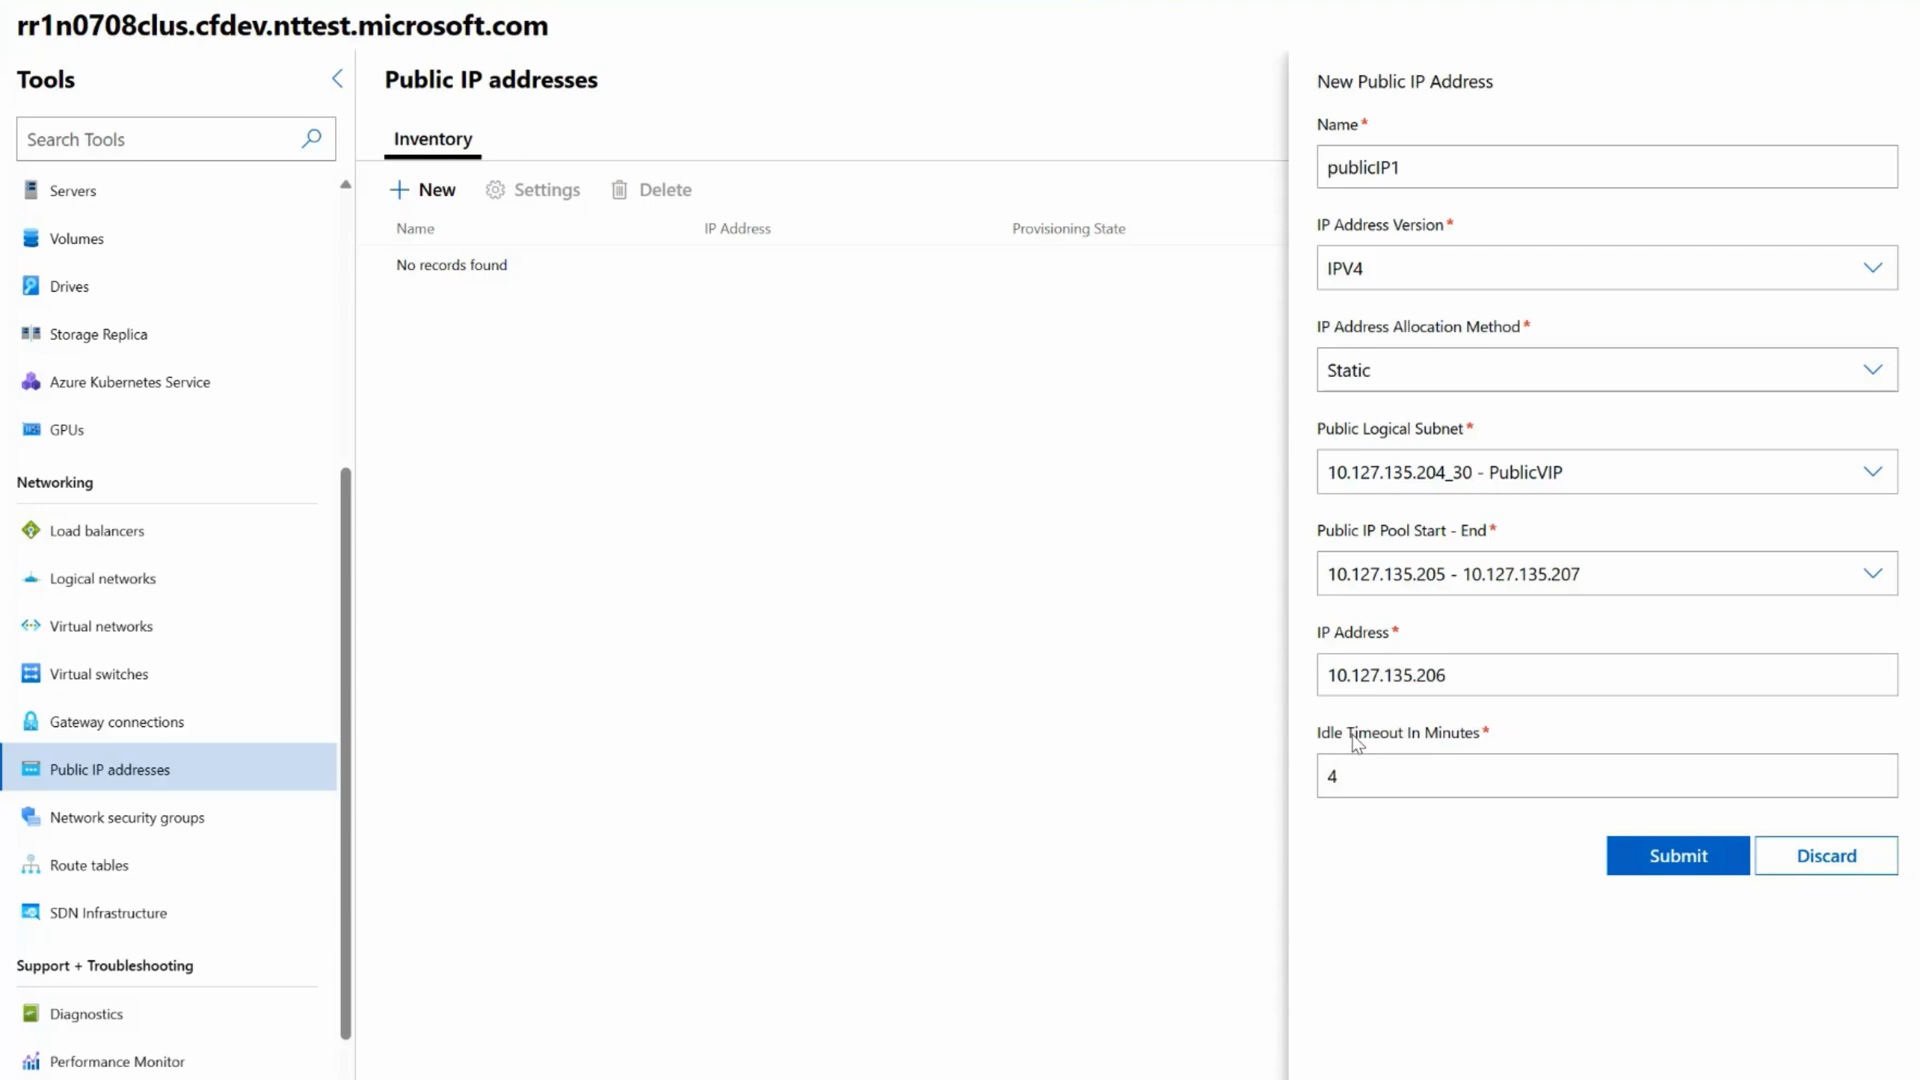 rr1n0708clus.cfdev.nttest.microsoft.com
Tools
Search Tools
Servers
Volumes
Drives
Storage Replica
Azure Kubernetes Service
GPUs
Networking
Load balancers
Logical networks
Virtual networks
Virtual switches
Gateway connections
Public IP addresses
Network security groups
Route tables
SDN Infrastructure
Support + Troubleshooting
Diagnostics
Performance Monitor
Public IP addresses
Inventory
New Settings Delete
Name IP Address Provisioning State
No records found
New Public IP Address
Name*
publicIP1
IP Address Version*
IPV4
IP Address Allocation Method*
Static
Public Logical Subnet*
10.127.135.204_30 - PublicVIP
Public IP Pool Start - End*
10.127.135.205 - 10.127.135.207
IP Address*
10.127.135.206
Idle Timeout In Minutes*
4
Submit Discard